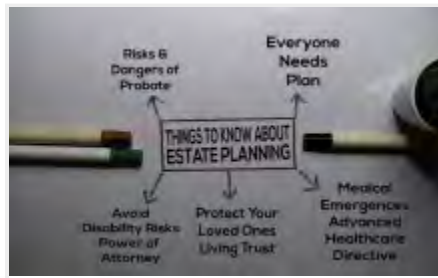 Risks &
Dangers of
Probate
Everyone
Needs
Plan
THINGS TO KNOW ABOUT
ESTATE PLANNING
Avoid
Disability Risks
Power of
Attorney
Protect Your
Loved Ones
Living Trust
Medical
Emergences
Advanced
Healthcare
Directive